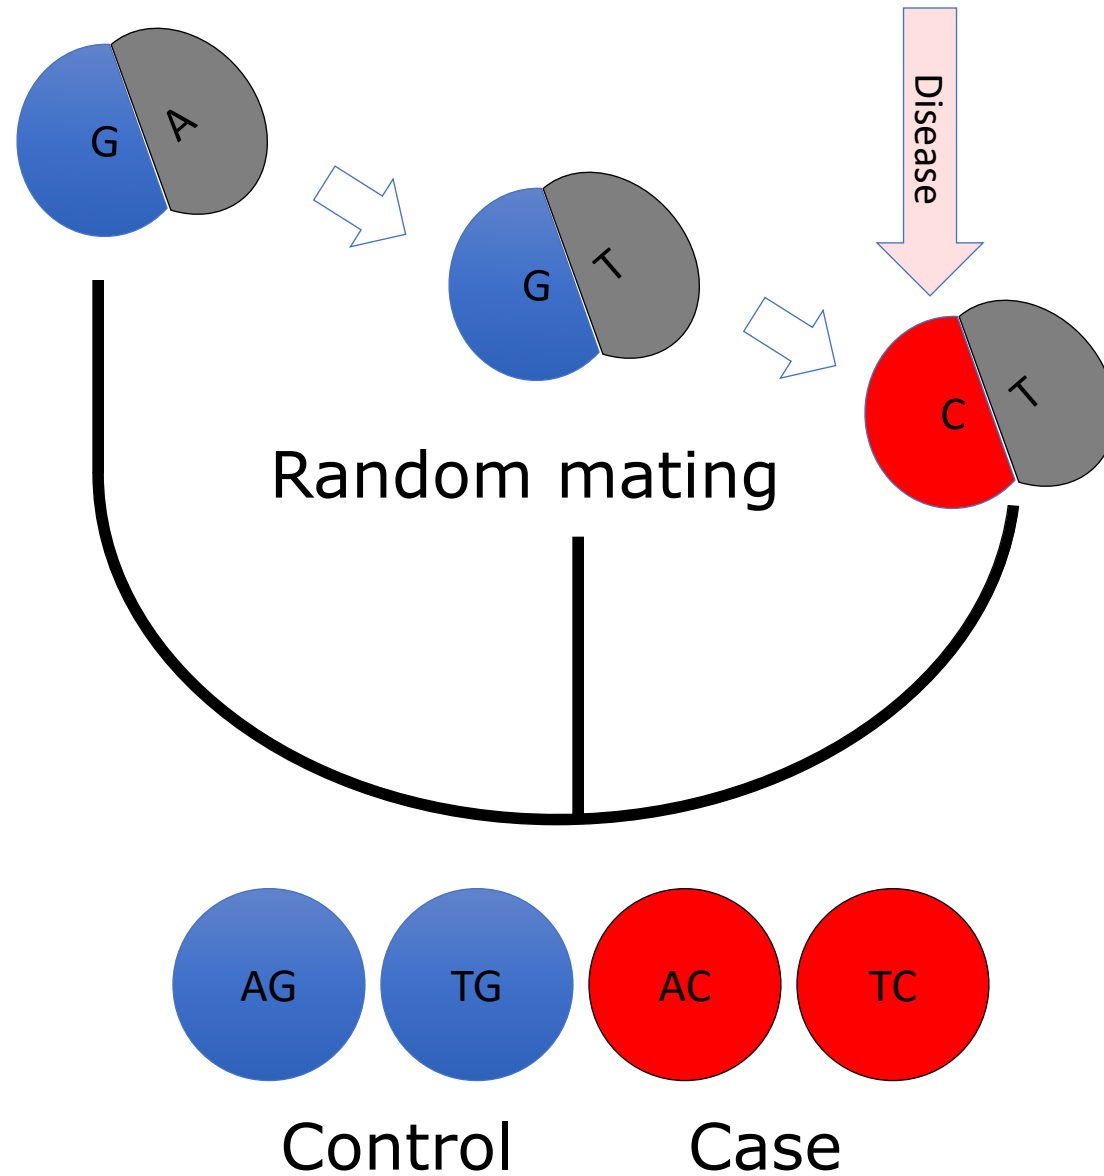 G
A
Disease
G
T
C
T
Random mating
AG
TG
AC
TC
Control
Case